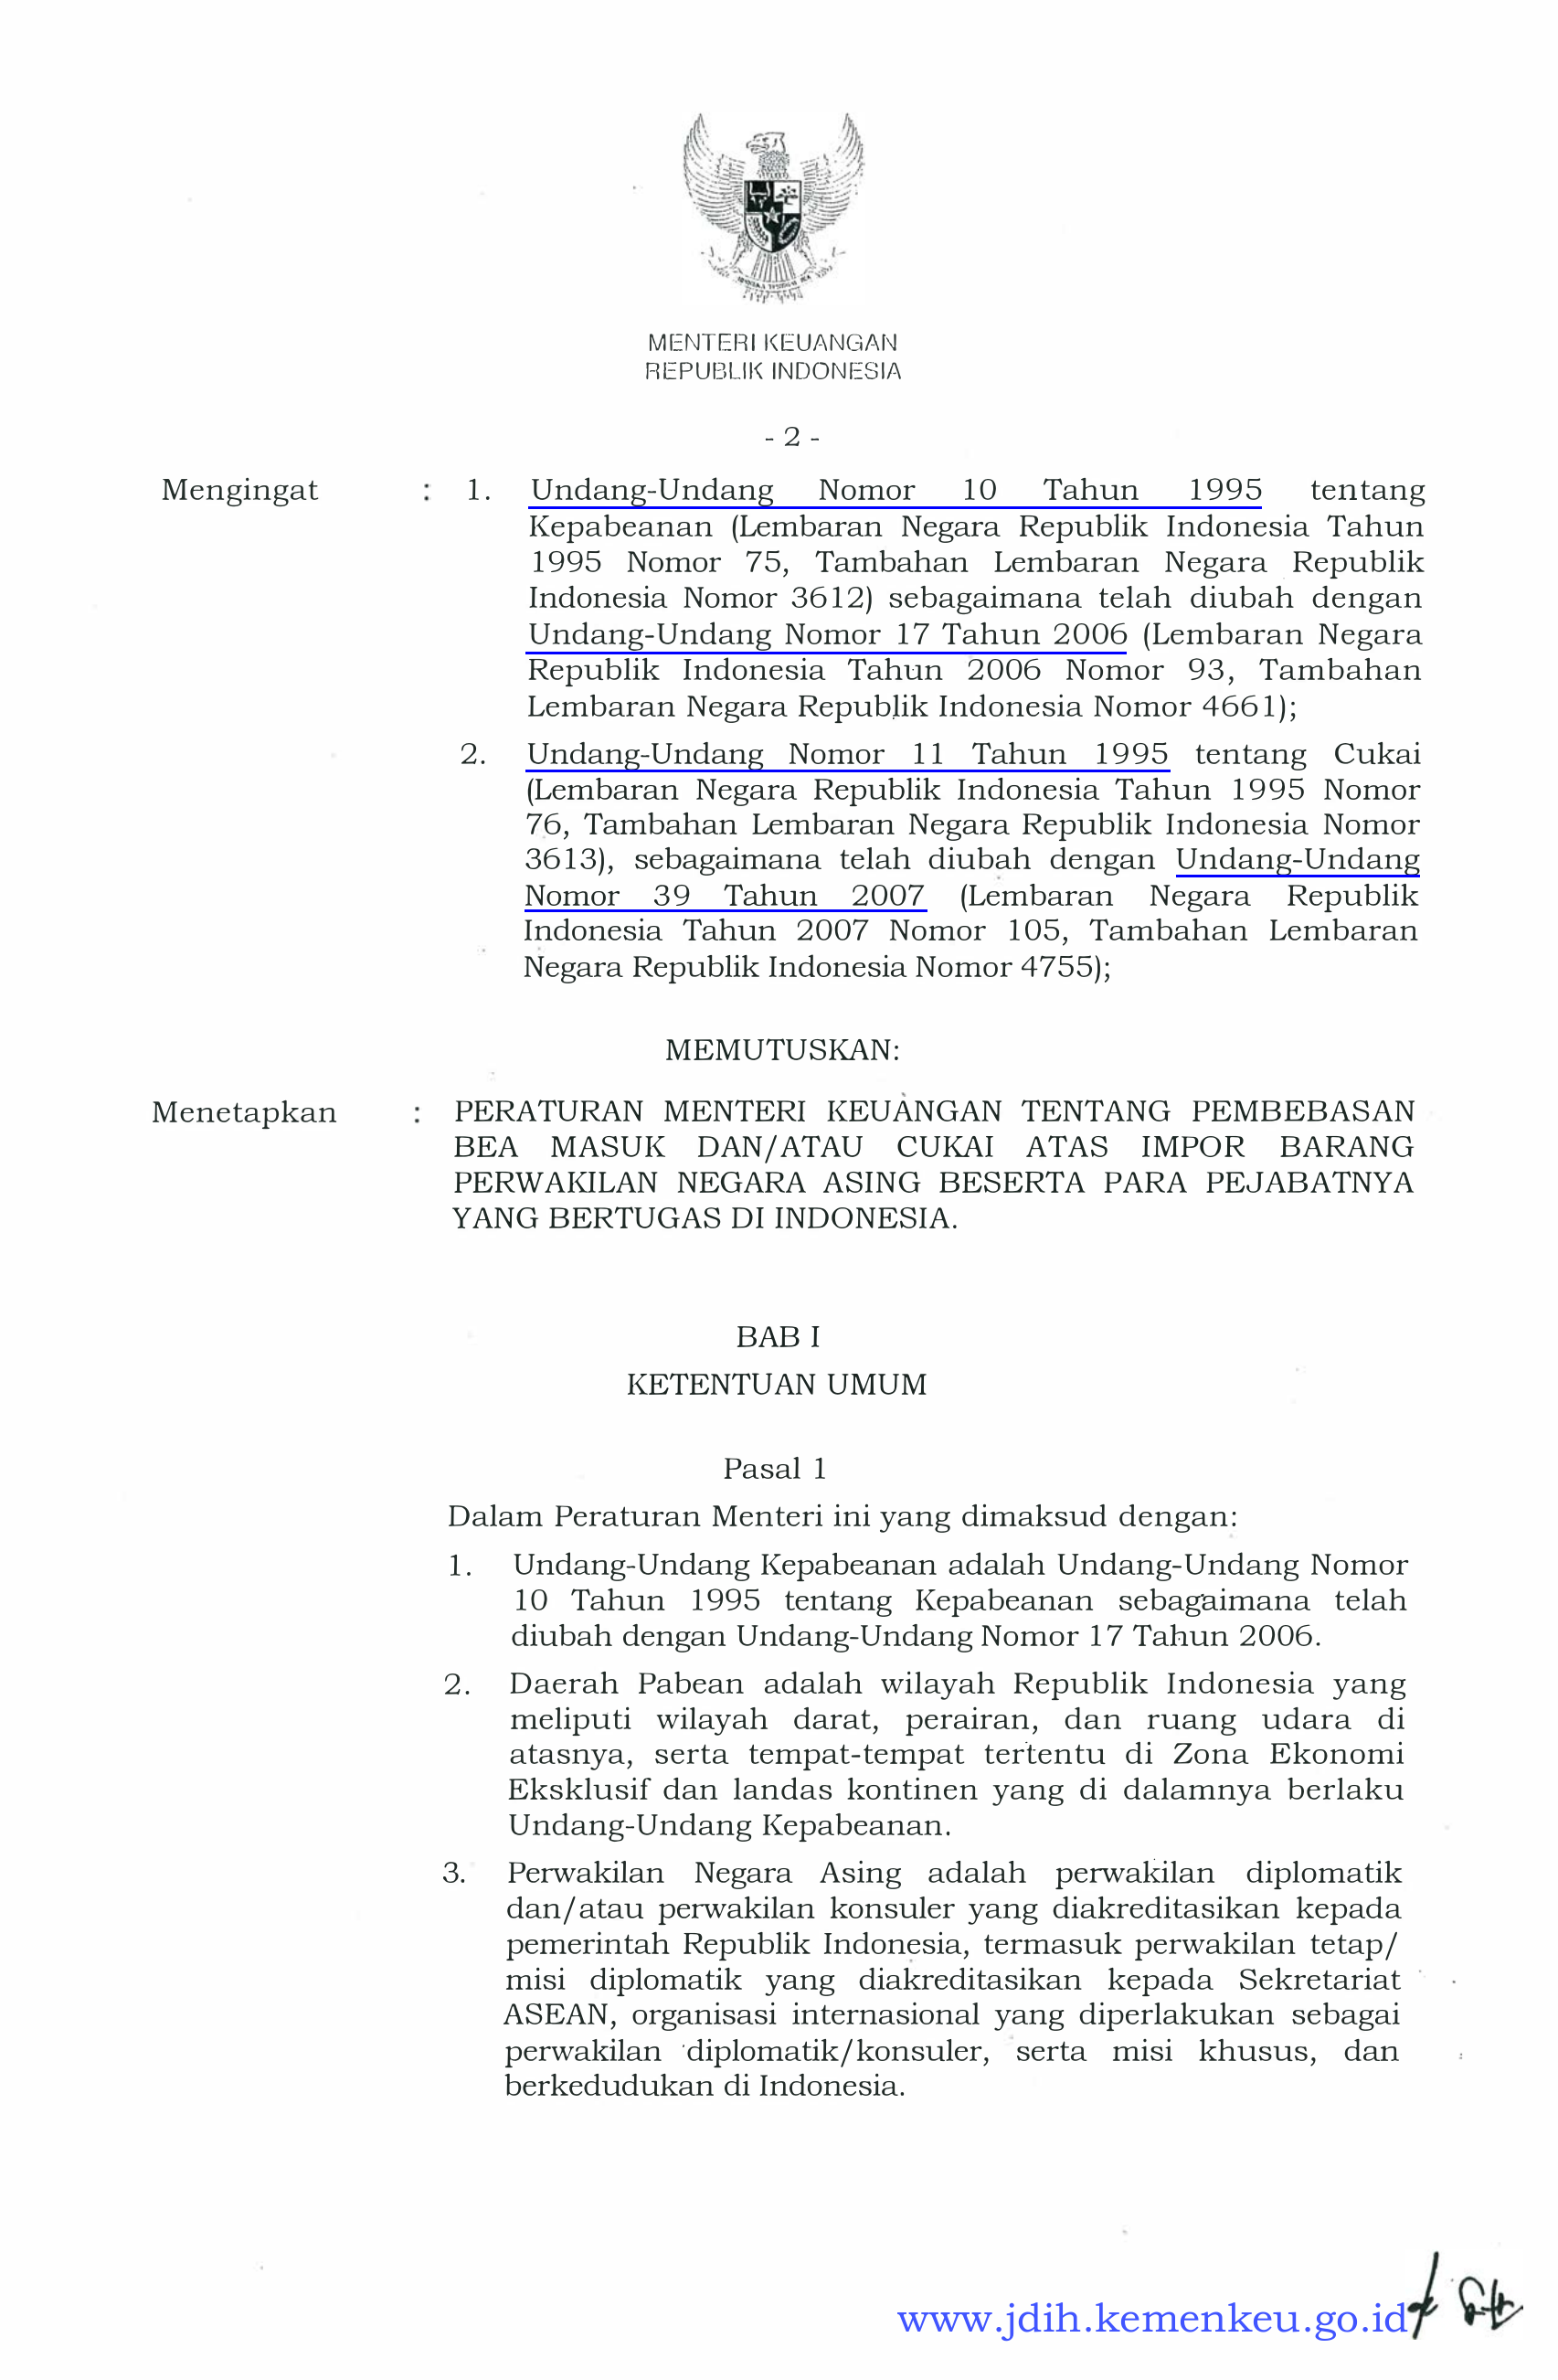 MENTERI KEUANGAN
REPUBLIK INDONESIA
- 2 -
Mengingat : 1. Undang-Undang Nomor 10 Tahun 1995 tentang
Kepabeanan (Lembaran Negara Republik Indonesia Tahun
1995 Nomor 75, Tambahan Lembaran Negara Republik
Indonesia Nomor 3612) sebagaimana telah diubah dengan
Undang-Undang Nomor 17 Tahun 2006 (Lembaran Negara
Republik Indonesia Tahun 2006 Nomor 93, Tambahan
Lembaran Negara Republik Indonesia Nomor 4661);
2. Undang-Undang Nomor 11 Tahun 1995 tentang Cukai
(Lembaran Negara Republik Indonesia Tahun 1995 Nomor
76, Tambahan Lembaran Negara Republik Indonesia Nomor
3613), sebagaimana telah diubah dengan Undang-Undang
Nomor 39 Tahun 2007 (Lembaran Negara Republik
Indonesia Tahun 2007 Nomor 105, Tambahan Lembaran
Negara Republik Indonesia Nomor 4755);
MEMUTUSKAN:
Menetapkan : PERATURAN MENTERI KEUANGAN TENTANG PEMBEBASAN
BEA MASUK DAN/ATAU CUKAI ATAS IMPOR BARANG
PERWAKILAN NEGARA ASING BESERTA PARA PEJABATNYA
YANG BERTUGAS DI INDONESIA.
BAB I
KETENTUAN UMUM
Pasal 1
Dalam Peraturan Menteri ini yang dimaksud dengan:
1. Undang-Undang Kepabeanan adalah Undang-Undang Nomor
10 Tahun 1995 tentang Kepabeanan sebagaimana telah
diubah dengan Undang-Undang Nomor 17 Tahun 2006.
2. Daerah Pabean adalah wilayah Republik Indonesia yang
meliputi wilayah darat, perairan, dan ruang udara di
atasnya, serta tempat-tempat tertentu di Zona Ekonomi
Eksklusif dan landas kontinen yang di dalamnya berlaku
Undang-Undang Kepabeanan.
3. Perwakilan Negara Asing adalah perwakilan diplomatik
dan/atau perwakilan konsuler yang diakreditasikan kepada
pemerintah Republik Indonesia, termasuk perwakilan tetap/
misi diplomatik yang diakreditasikan kepada Sekretariat
ASEAN, organisasi internasional yang diperlakukan sebagai
perwakilan diplomatik/konsuler, serta misi khusus, dan
berkedudukan di Indonesia.
www.jdih.kemenkeu.go.id